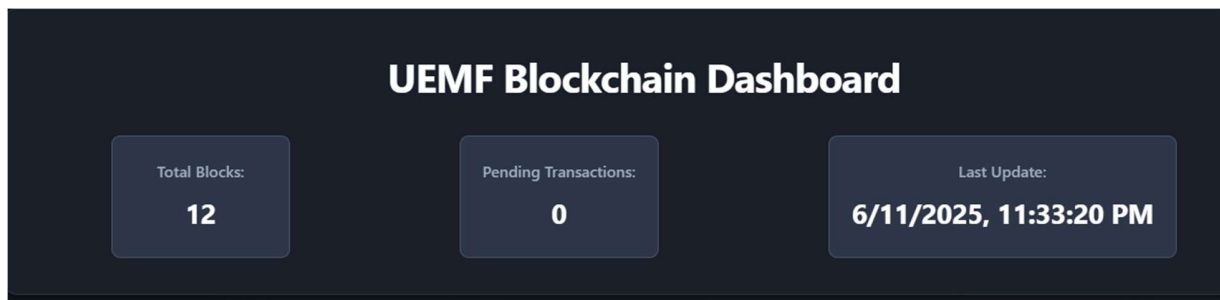 UEMF Blockchain Dashboard
Total Blocks:
12
Pending Transactions:
0
Last Update:
6/11/2025, 11:33:20 PM